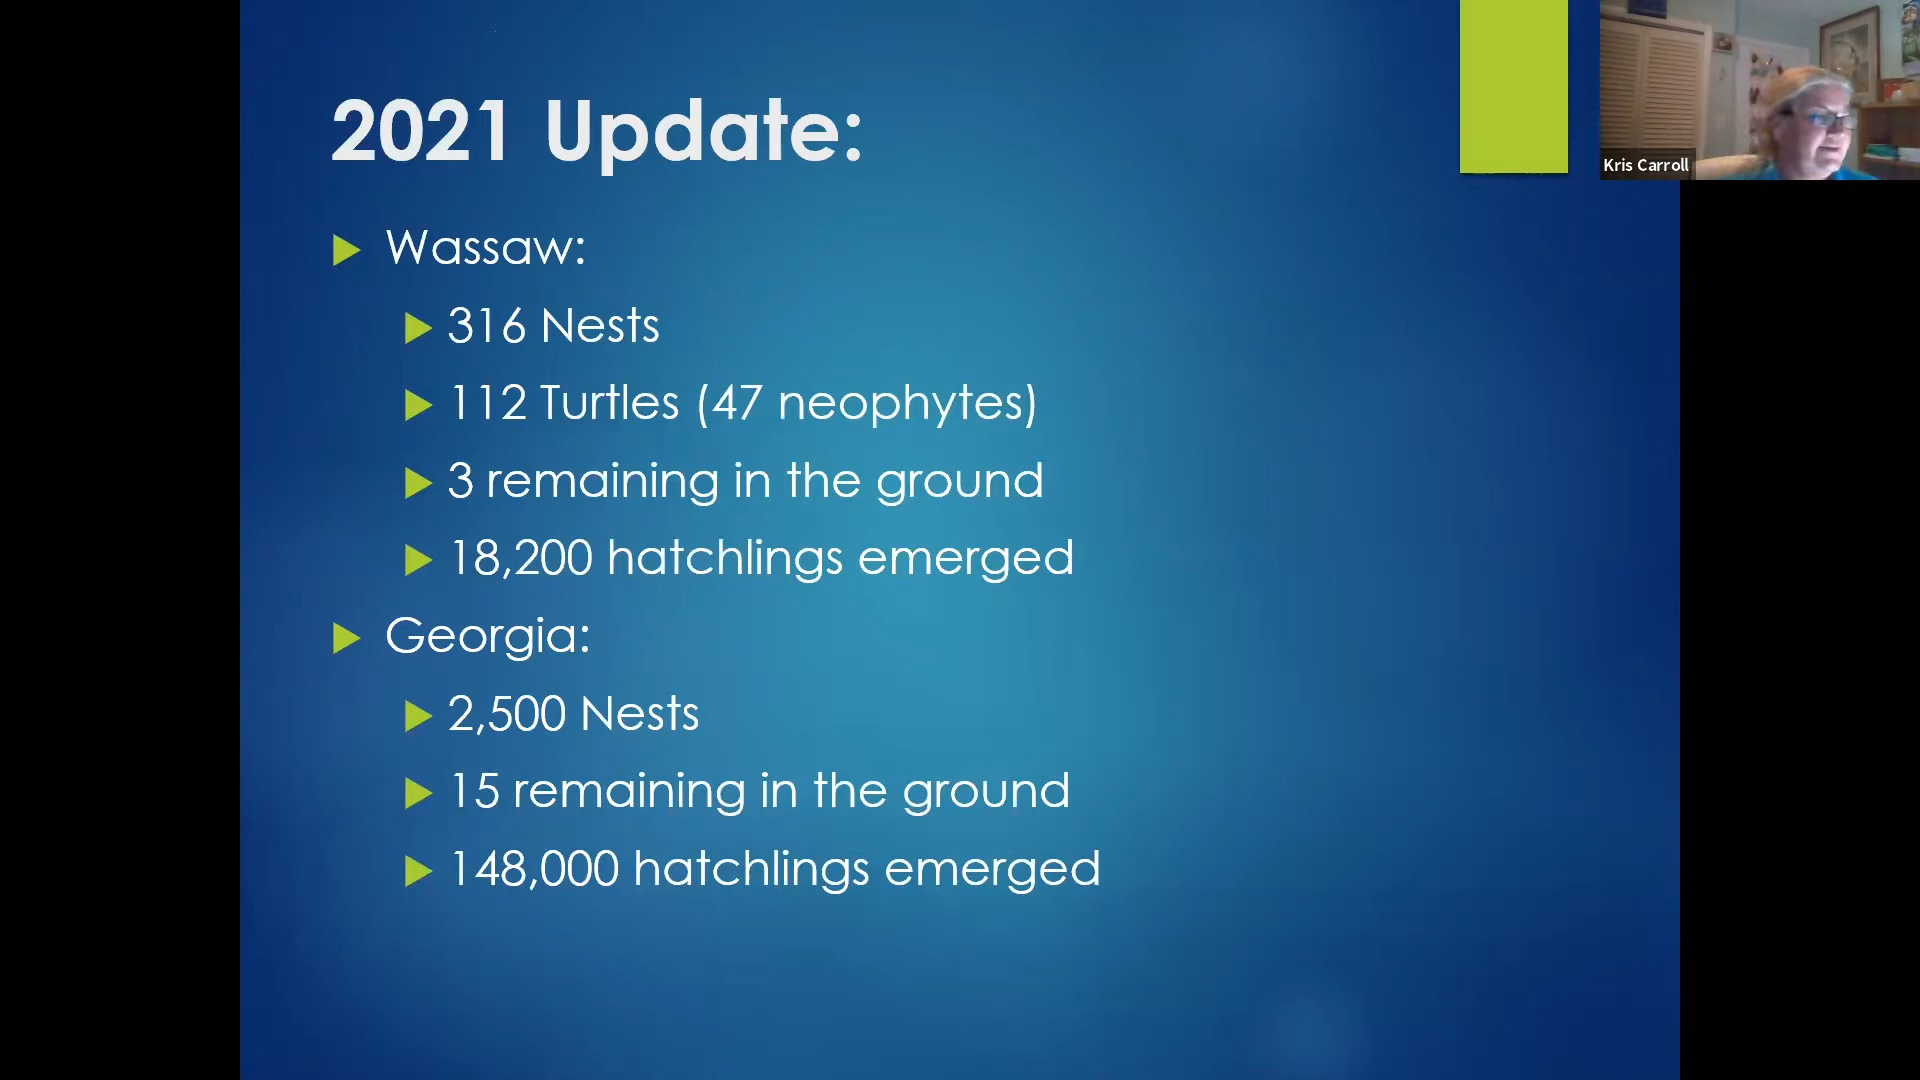 2021 Update:
Wassaw:
316 Nests
112 Turtles (47 neophytes)
3 remaining in the ground
18,200 hatchlings emerged
Georgia:
2,500 Nests
15 remaining in the ground
148,000 hatchlings emerged
Kris Carroll